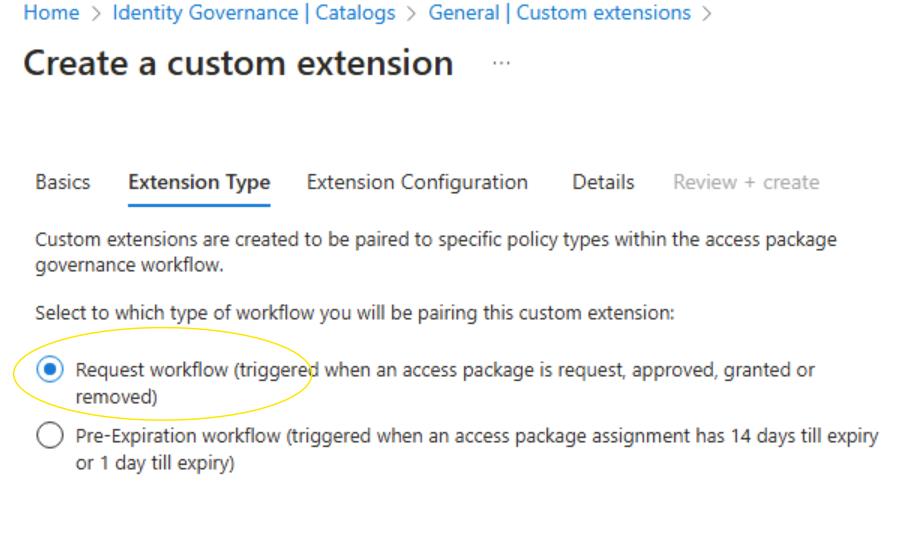 Home > Identity Governance | Catalogs > General | Custom extensions >
Create a custom extension ...
Basics Extension Type Extension Configuration Details Review + create
Custom extensions are created to be paired to specific policy types within the access package
governance workflow.
Select to which type of workflow you will be pairing this custom extension:
Request workflow (triggered when an access package is request, approved, granted or
removed)
Pre-Expiration workflow (triggered when an access package assignment has 14 days till expiry
or 1 day till expiry)